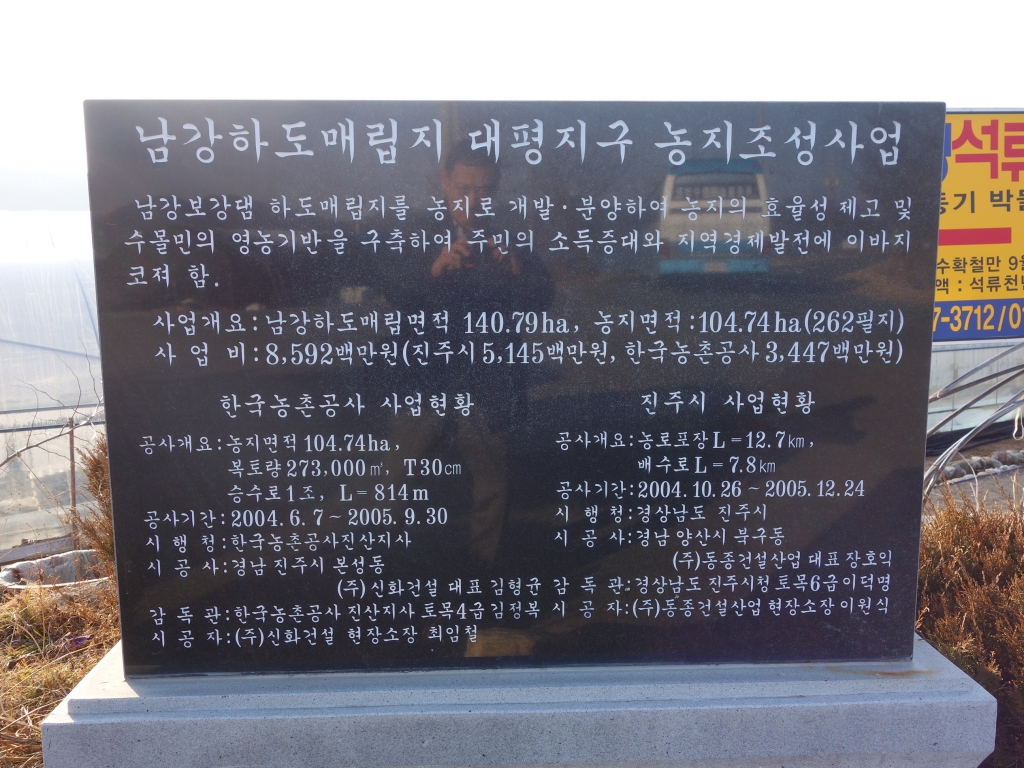 남강하도매립지 대평지구 농지조성사업
남강보강댐 하도매립지를 농지로 개발·분양하여 농지의 효율성 제고 및
수몰민의 영농기반을 구축하여 주민의 소득증대와 지역경제발전에 이바지
코져 함.
사업개요:남강하도매립면적 140.79ha, 농지면적:104.74ha(262필지)
사 업 비:8,592백만원(진주시 5,145백만원, 한국농촌공사 3,447백만원)
한국농촌공사 사업현황
공사개요:농지면적 104.74ha,
복토량 273,000㎥, T30㎝
승수로 1조, L=814m
공사기간:2004. 6. 7 ~ 2005. 9. 30
시 행 청:한국농촌공사진산지사
시 공 사:경남 진주시 본성동
(주)신화건설 대표 김형균
감 독 관:한국농촌공사 진산지사 토목4급 김정복
시 공 자:(주)신화건설 현장소장 최임철
진주시 사업현황
공사개요:농로포장 L=12.7㎞,
배수로 L=7.8㎞
공사기간:2004. 10. 26 ~ 2005. 12. 24
시 행 청:경상남도 진주시
시 공 사:경남 양산시 북구동
(주)동종건설산업 대표 장호익
감 독 관:경상남도 진주시청 토목6급 이덕명
시 공 자:(주)동종건설산업 현장소장 이원식
석류
동기 박
수확철만 9월
액 : 석류천
7-3712/01